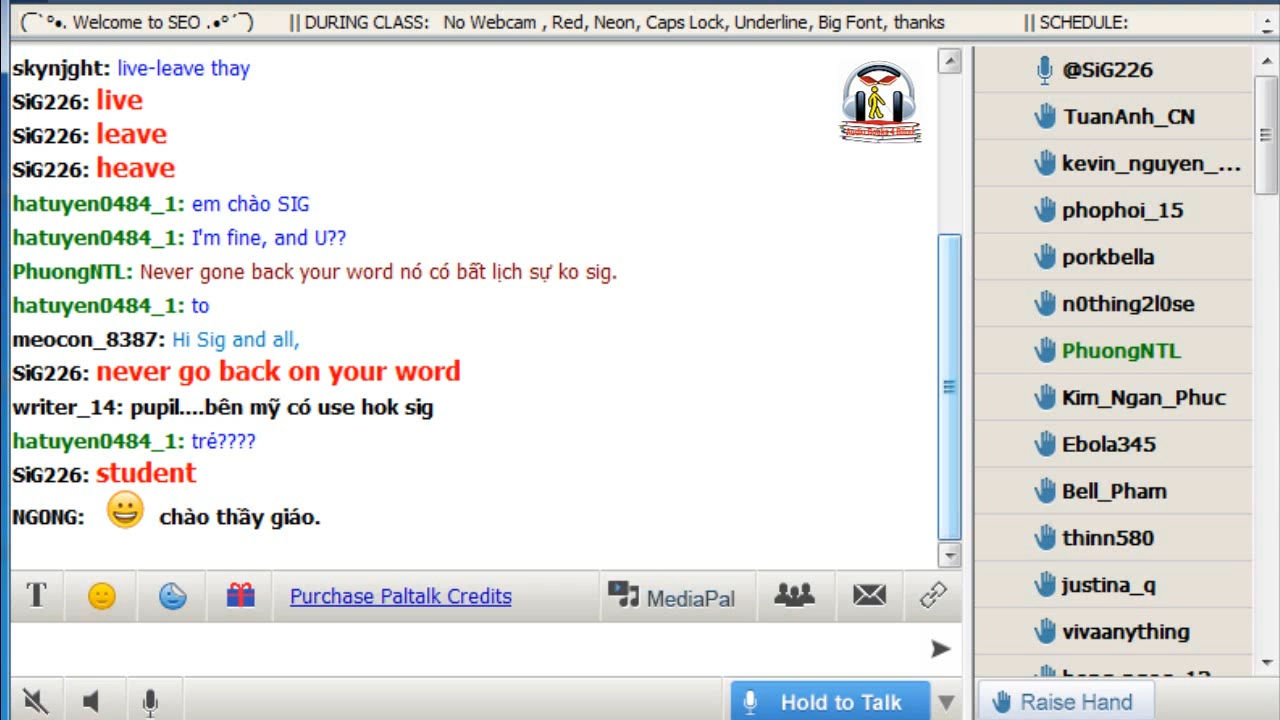 (¯`°•. Welcome to SEO .•°´¯) || DURING CLASS: No Webcam , Red, Neon, Caps Lock, Underline, Big Font, thanks || SCHEDULE:
skynjght: live-leave thay
SiG226: live
SiG226: leave
SiG226: heave
hatuyen0484_1: em chào SIG
hatuyen0484_1: I'm fine, and U??
PhuongNTL: Never gone back your word nó có bất lịch sự ko sig.
hatuyen0484_1: to
meocon_8387: Hi Sig and all,
SiG226: never go back on your word
writer_14: pupil....bên mỹ có use hok sig
hatuyen0484_1: trẻ????
SiG226: student
NGONG: chào thầy giáo.
Purchase Paltalk Credits
MediaPal
Hold to Talk
@SiG226
TuanAnh_CN
kevin_nguyen_...
phophoi_15
porkbella
n0thing2l0se
PhuongNTL
Kim_Ngan_Phuc
Ebola345
Bell_Pham
thinn580
justina_q
vivaanything
Raise Hand